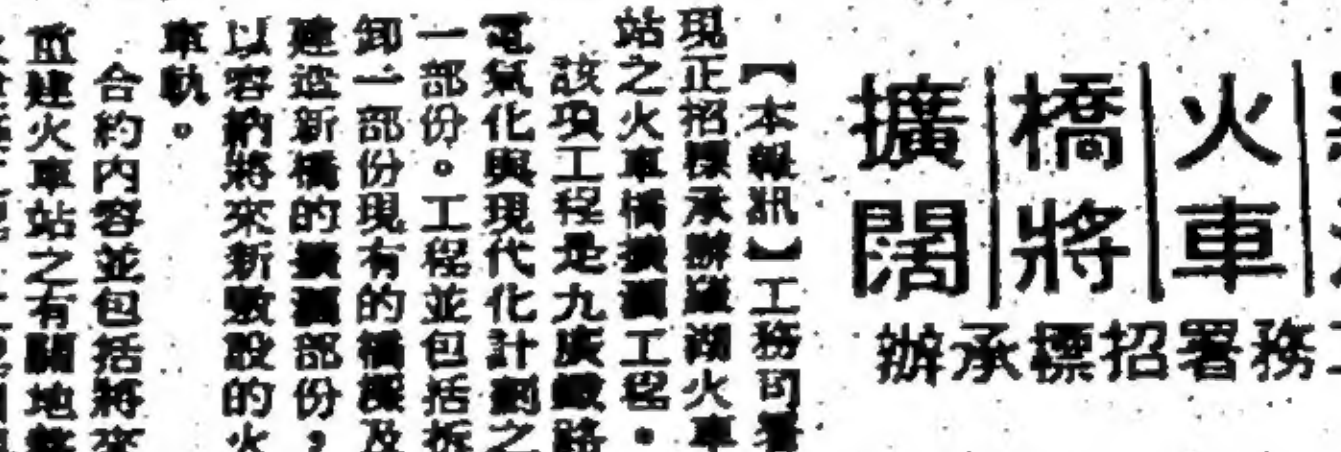 火車
橋將
擴闊
務署招標承辦
【本報訊】工務司署
現正招標承辦羅湖火車
站之火車橋擴闊工程。
該項工程是九廣鐵路
電氣化與現代化計劃之
一部份。工程並包括拆
卸一部份現有的橋樑及
建造新橋的擴闊部份，
以容納將來新敷設的火
車軌。
合約內容並包括將來
重建火車站之有關地盤